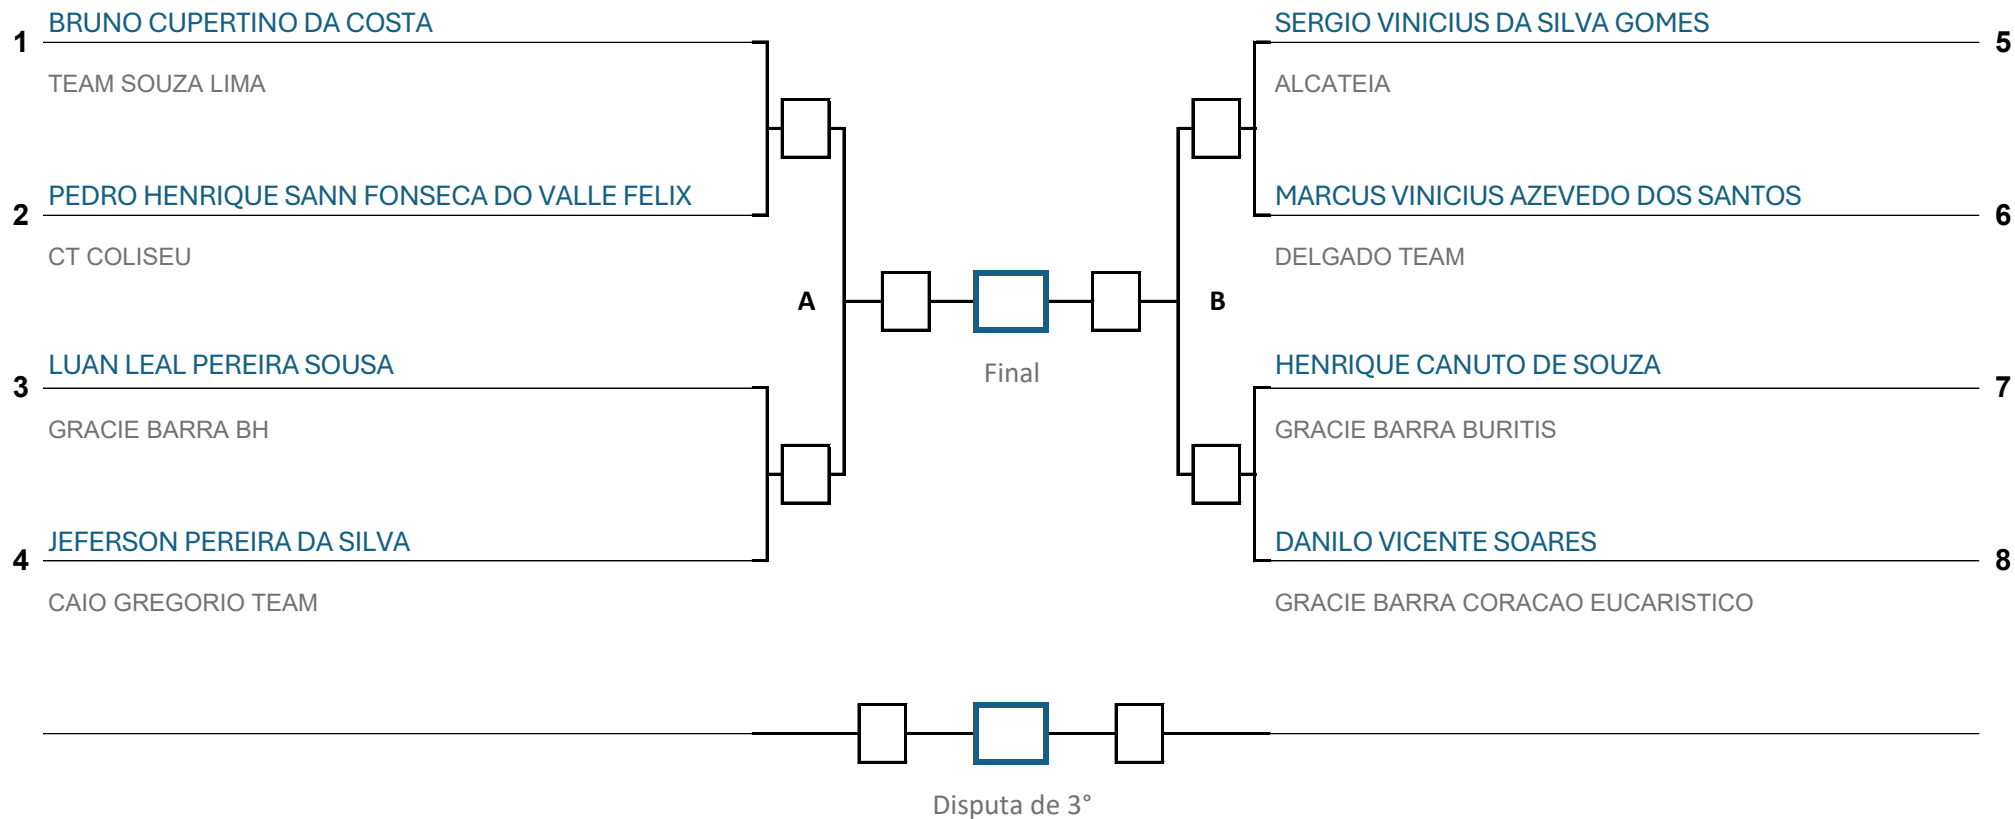 1 BRUNO CUPERTINO DA COSTA
TEAM SOUZA LIMA
2 PEDRO HENRIQUE SANN FONSECA DO VALLE FELIX
CT COLISEU
A
3 LUAN LEAL PEREIRA SOUSA
GRACIE BARRA BH
4 JEFERSON PEREIRA DA SILVA
CAIO GREGORIO TEAM
SERGIO VINICIUS DA SILVA GOMES 5
ALCATEIA
MARCUS VINICIUS AZEVEDO DOS SANTOS 6
DELGADO TEAM
B
HENRIQUE CANUTO DE SOUZA 7
GRACIE BARRA BURITIS
DANILO VICENTE SOARES 8
GRACIE BARRA CORACAO EUCARISTICO
Final
Disputa de 3°